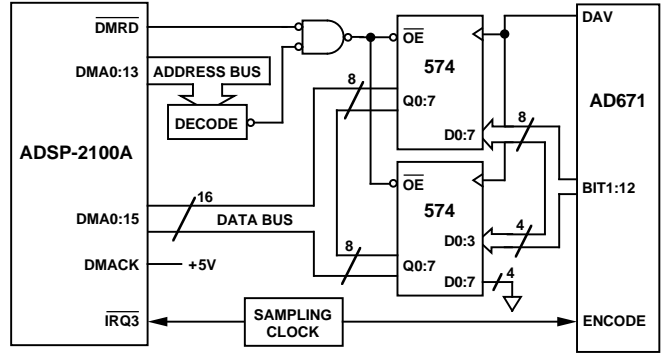 DMRD
DMA0:13
ADDRESS BUS
DECODE
ADSP-2100A
DMA0:15
16
DATA BUS
DMACK
+5V
IRQ3
SAMPLING
CLOCK
OE
574
8
Q0:7
D0:7
8
OE
574
D0:3
4
8
Q0:7
D0:7
4
DAV
AD671
BIT1:12
ENCODE